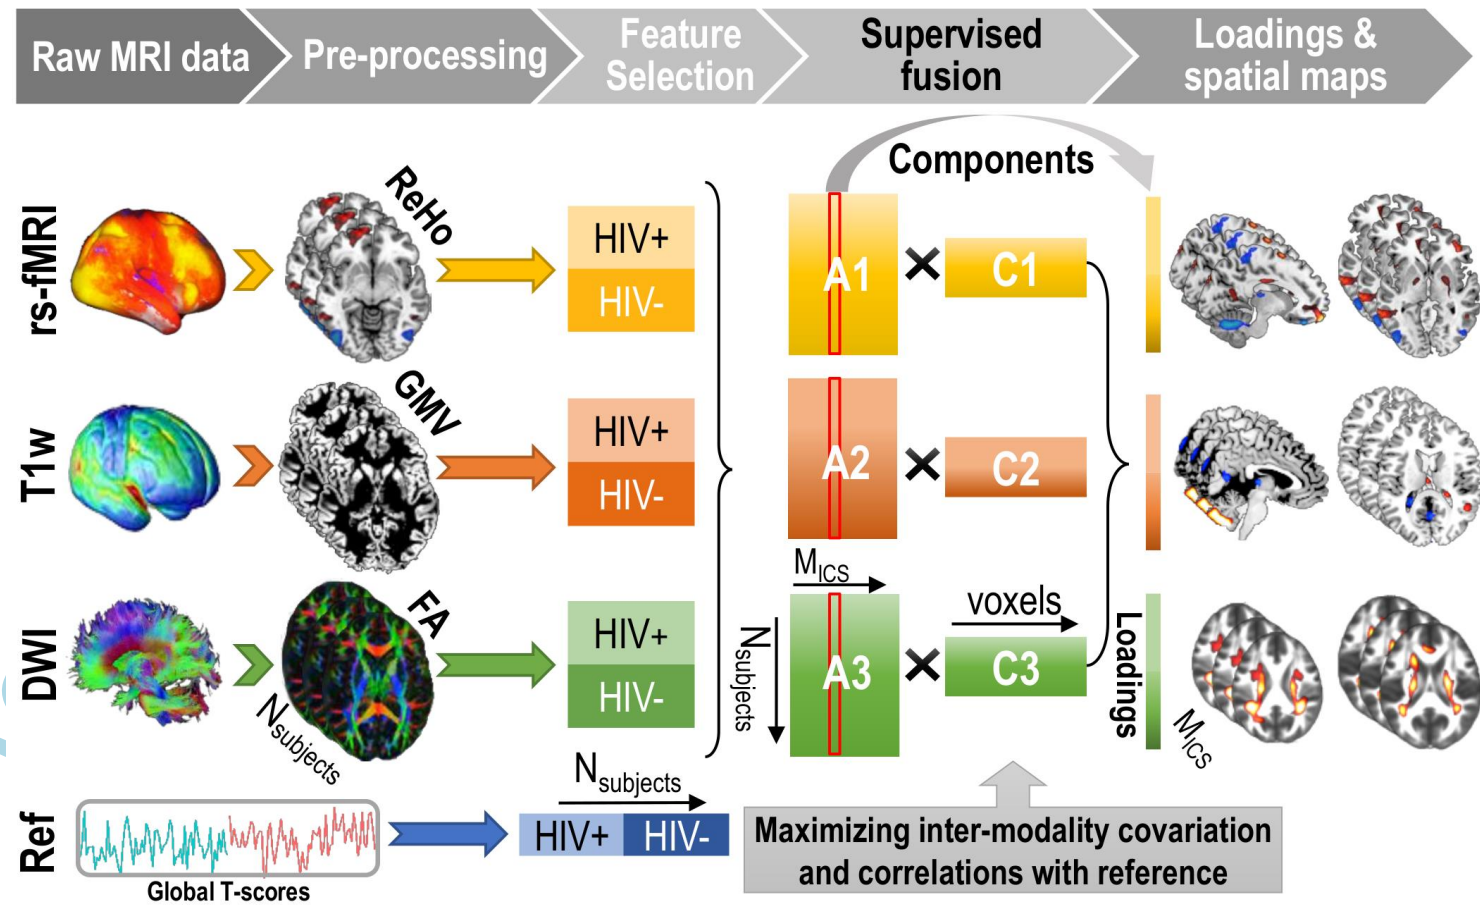 Raw MRI data
Pre-processing
Feature
Selection
Supervised
fusion
Loadings &
spatial maps
Components
rs-fMRI
ReHo
HIV+
HIV-
A1
×
C1
T1w
GMV
HIV+
HIV-
A2
×
C2
DWI
FA
Nsubjects
HIV+
HIV-
MICS
Nsubjects
A3
×
voxels
C3
Loadings
MICS
Ref
Global T-scores
Nsubjects
HIV+ HIV-
Maximizing inter-modality covariation
and correlations with reference